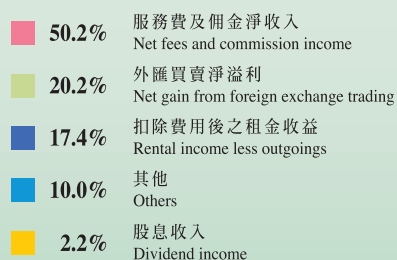 50.2% 服務費及佣金淨收入
Net fees and commission income
20.2% 外匯買賣淨溢利
Net gain from foreign exchange trading
17.4% 扣除費用後之租金收益
Rental income less outgoings
10.0% 其他
Others
2.2% 股息收入
Dividend income